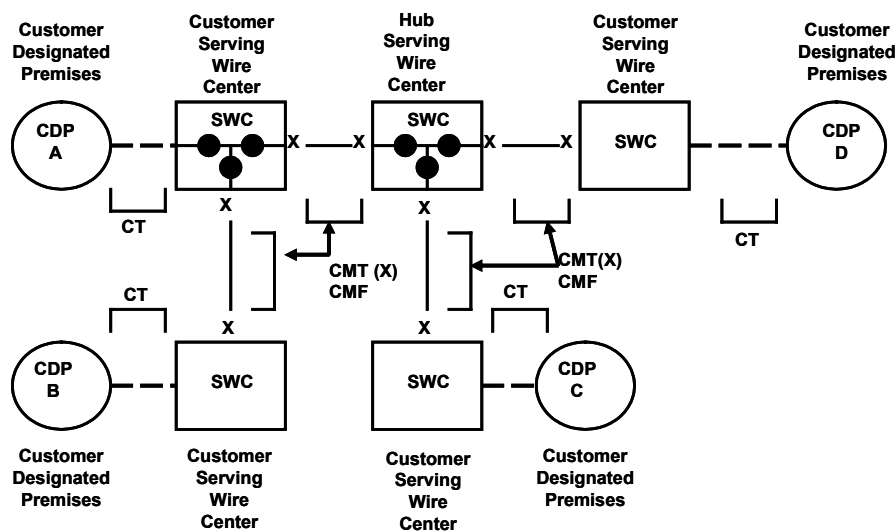 Customer
Designated
Premises
Customer
Serving
Wire
Center
Hub
Serving
Wire
Center
Customer
Serving
Wire
Center
Customer
Designated
Premises
CDP
A
SWC
X
X
SWC
X
X
SWC
CDP
D
CT
X
X
CT
CMT (X)
CMF
CMT(X)
CMF
CT
CT
X
X
CDP
B
SWC
SWC
CDP
C
Customer
Designated
Premises
Customer
Serving
Wire
Center
Customer
Serving
Wire
Center
Customer
Designated
Premises